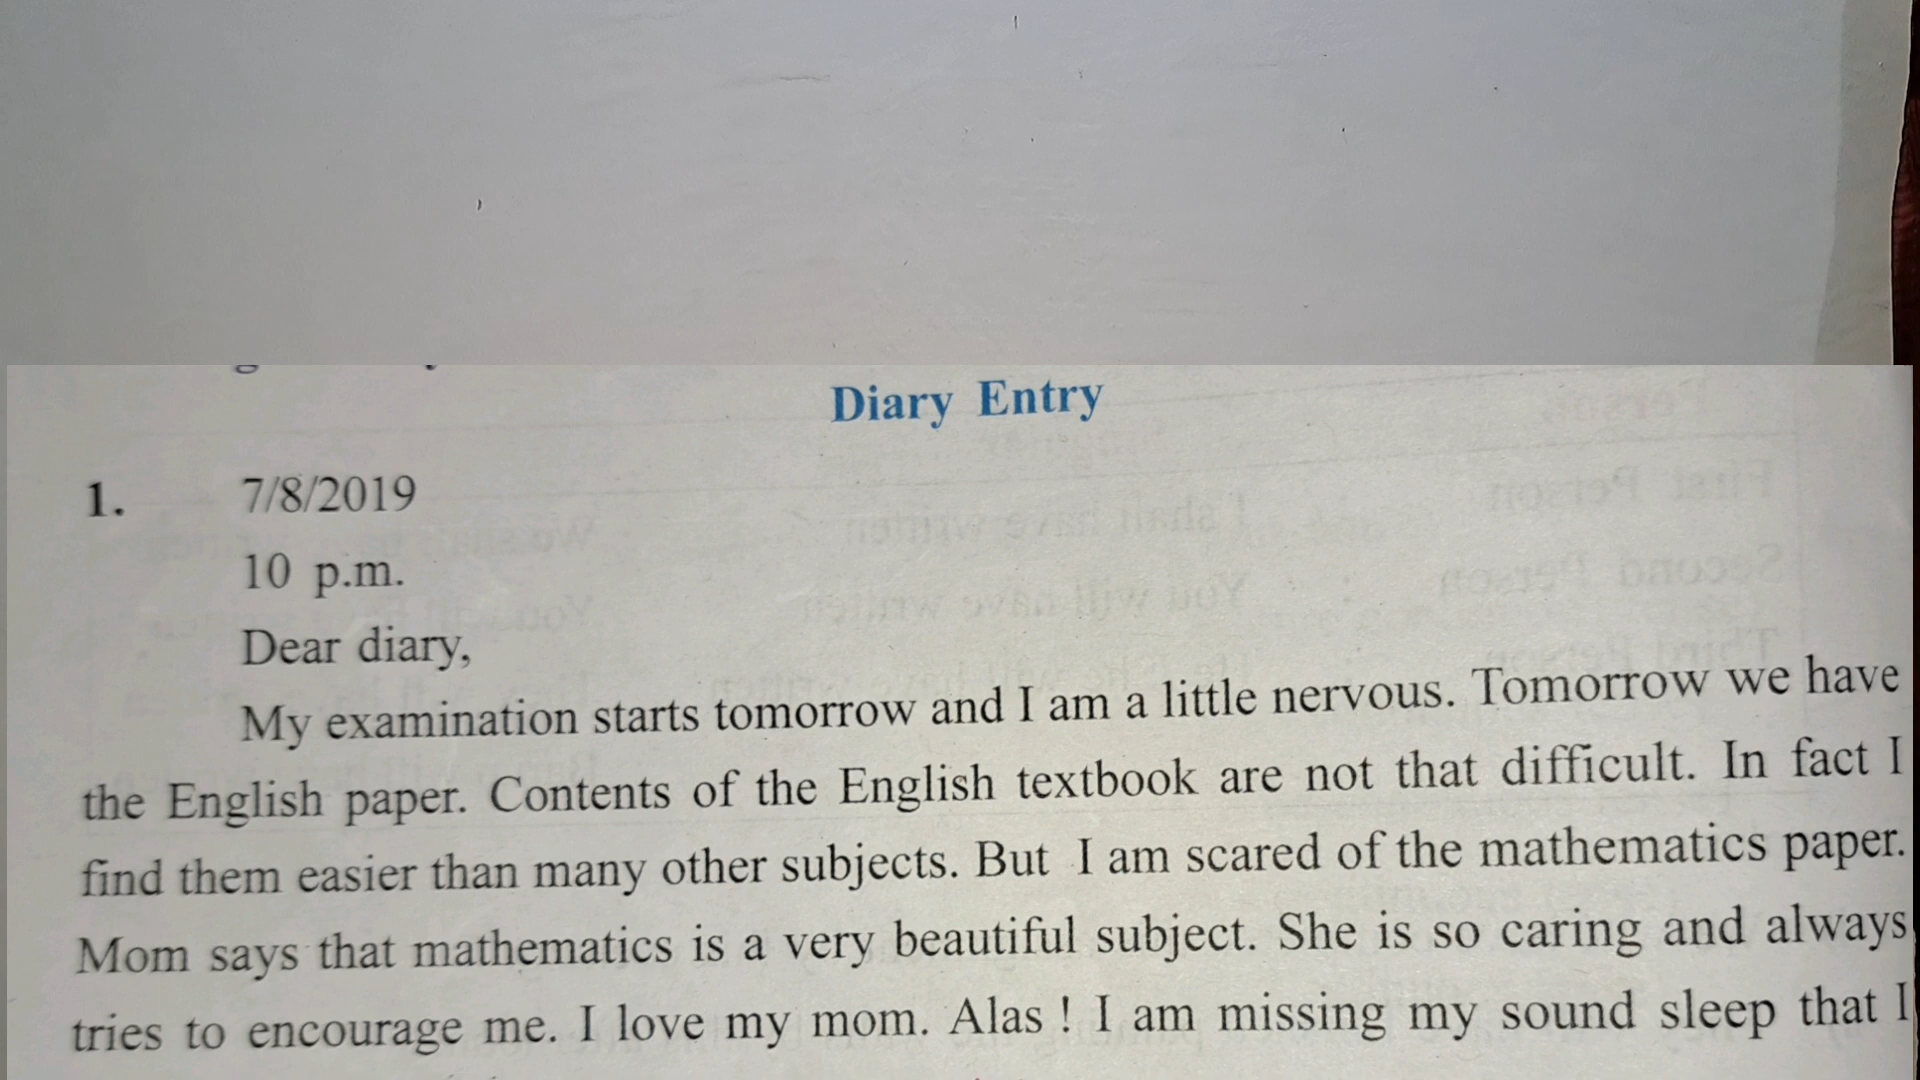 Diary Entry
1. 7/8/2019
10 p.m.
Dear diary,
My examination starts tomorrow and I am a little nervous. Tomorrow we have
the English paper. Contents of the English textbook are not that difficult. In fact I
find them easier than many other subjects. But I am scared of the mathematics paper.
Mom says that mathematics is a very beautiful subject. She is so caring and always
tries to encourage me. I love my mom. Alas ! I am missing my sound sleep that I